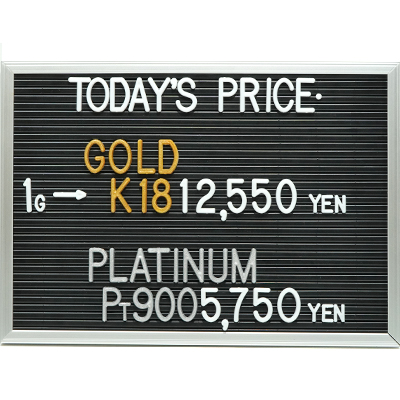 TODAY'S PRICE·
GOLD
1G → K18 12,550 YEN
PLATINUM
PT900 5,750 YEN